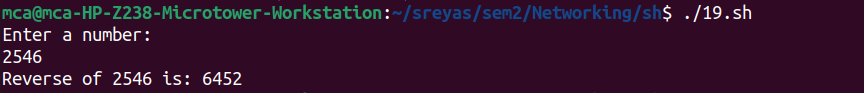 mca@mca-HP-Z238-Microtower-Workstation:~/sreyas/sem2/Networking/sh$ ./19.sh
Enter a number:
2546
Reverse of 2546 is: 6452